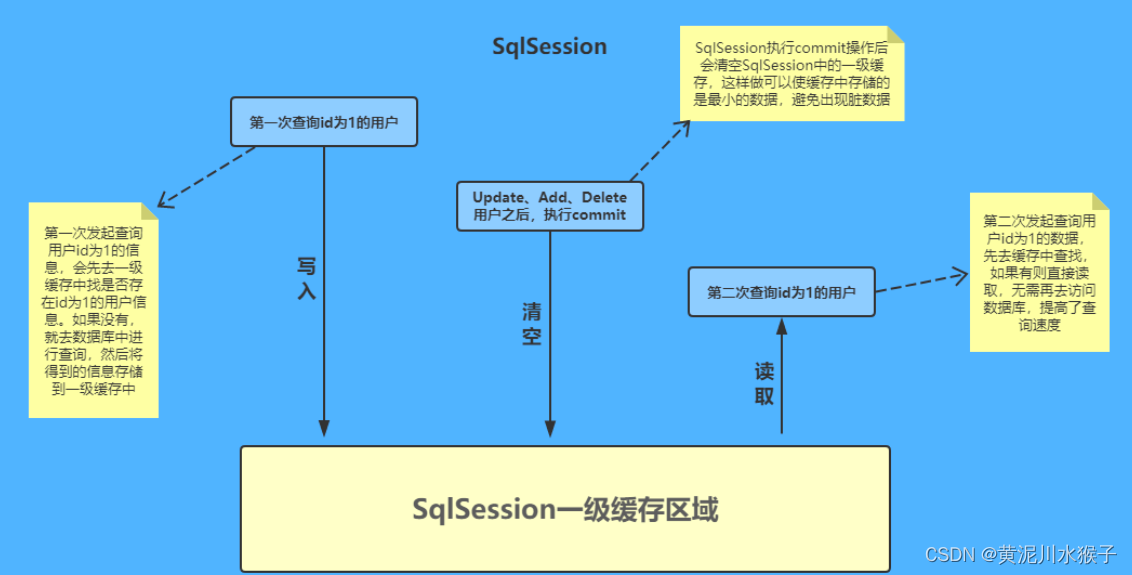 SqlSession
SqlSession执行commit操作后
会清空SqlSession中的一级缓
存，这样做可以使缓存中存储的
是最小的数据，避免出现脏数据
第一次查询id为1的用户
Update、Add、Delete
用户之后，执行commit
第一次发起查询
用户id为1的信
息，会先去一级
缓存中找是否存
在id为1的用户信
息。如果没有，
就去数据库中进
行查询，然后将
得到的信息存储
到一级缓存中
第二次发起查询用
户id为1的数据，
先去缓存中查找，
如果有则直接读
取，无需再去访问
数据库，提高了查
询速度
写
入
第二次查询id为1的用户
清
空
读
取
SqlSession一级缓存区域
CSDN @黄泥川水猴子